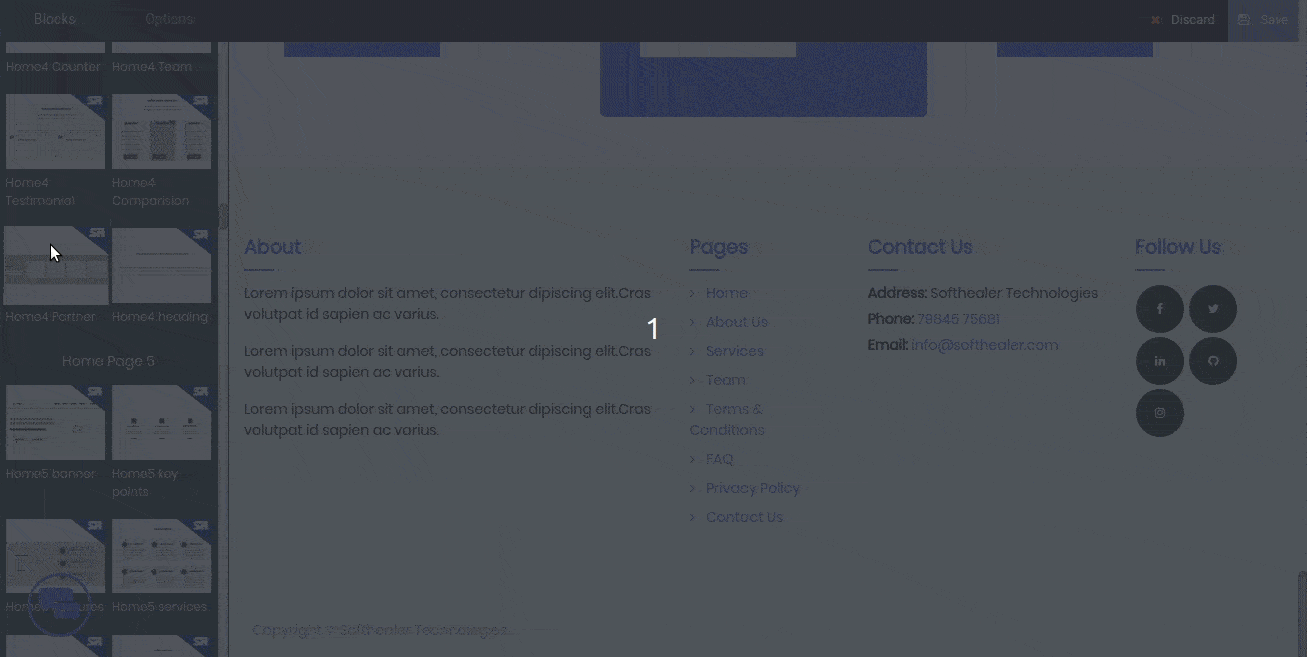 Blocks
Options
Discard
Save
Home4 Counter
Home4 Team
Home4
Testimonial
Home4
Comparision
Home4 Partner
Home4 heading
Home Page 5
Home5 banner
Home5 key
points
Home5 services
About
Lorem ipsum dolor sit amet, consectetur dipiscing elit.Cras
volutpat id sapien ac varius.
Lorem ipsum dolor sit amet, consectetur dipiscing elit.Cras
volutpat id sapien ac varius.
Lorem ipsum dolor sit amet, consectetur dipiscing elit.Cras
volutpat id sapien ac varius.
1
Pages
> Home
> About Us
> Services
> Team
> Terms &
Conditions
> FAQ
> Privacy Policy
> Contact Us
Contact Us
Address: Softhealer Technologies
Phone: 79845 75681
Email: info@softhealer.com
Follow Us
Copyright © Softhealer Technologies.